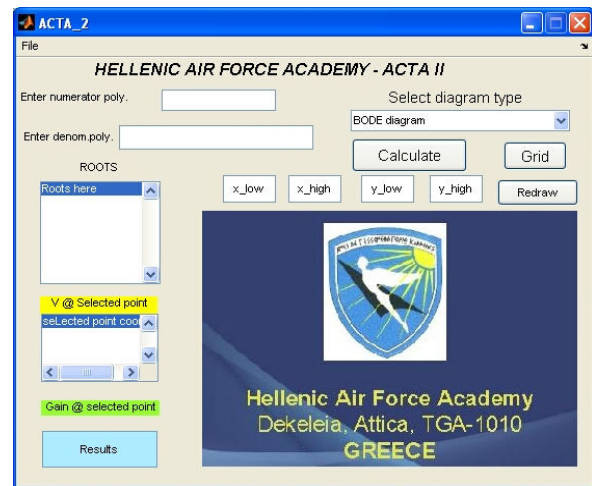 ACTA_2
File
HELLENIC AIR FORCE ACADEMY - ACTA II
Enter numerator poly.
Select diagram type
BODE diagram
Enter denom.poly.
Calculate
Grid
ROOTS
Roots here
x_low
x_high
y_low
y_high
Redraw
V @ Selected point
seLected point coo
Gain @ selected point
Results
Hellenic Air Force Academy
Dekeleia, Attica, TGA-1010
GREECE